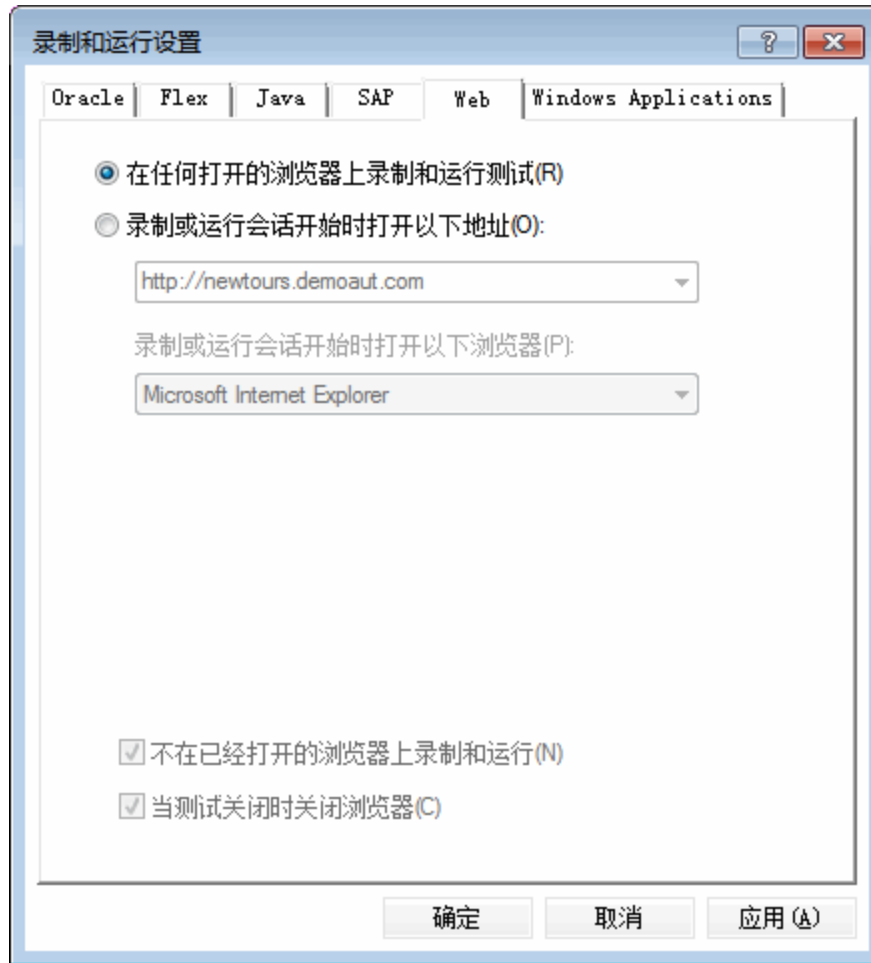 录制和运行设置
Oracle Flex Java SAP Web Windows Applications
在任何打开的浏览器上录制和运行测试(R)
录制或运行会话开始时打开以下地址(O):
http://newtours.demoaut.com
录制或运行会话开始时打开以下浏览器(P):
Microsoft Internet Explorer
不在已经打开的浏览器上录制和运行(N)
当测试关闭时关闭浏览器(C)
确定 取消 应用(A)